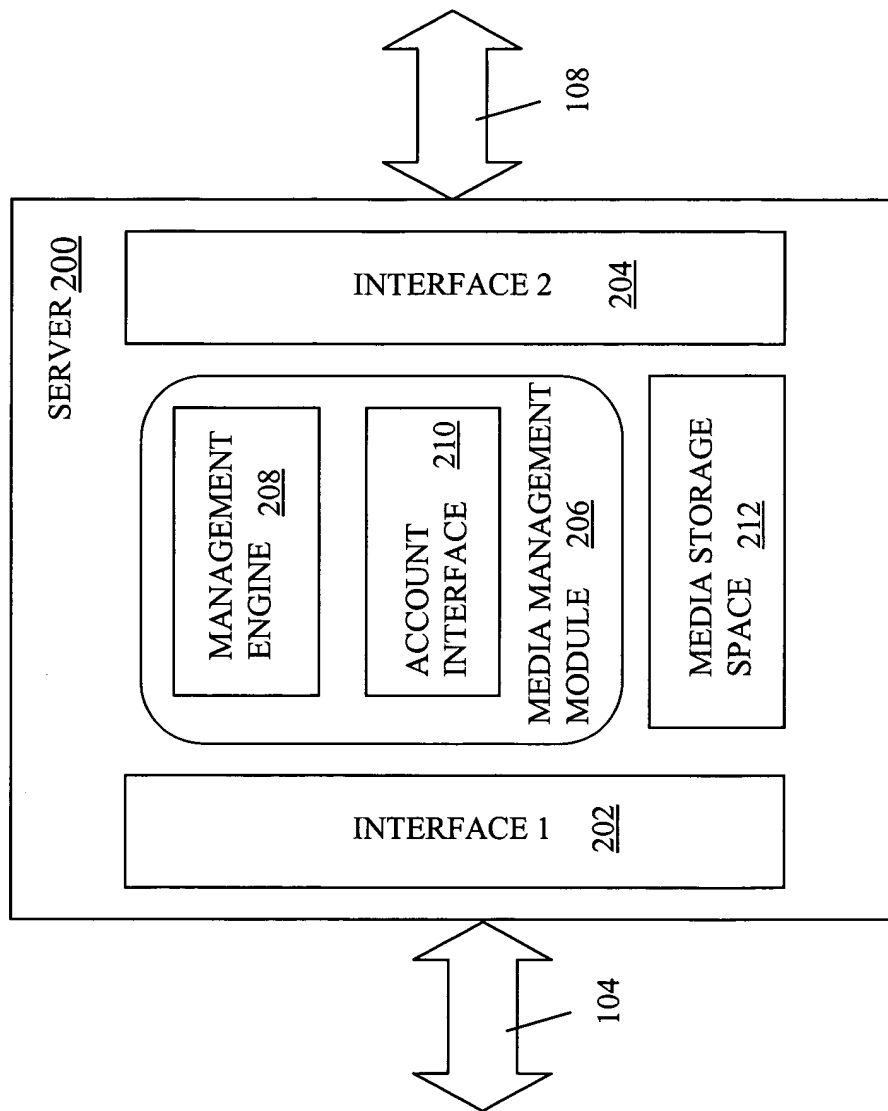 SERVER 200
INTERFACE 1
202
MANAGEMENT
ENGINE 208
ACCOUNT
INTERFACE 210
MEDIA MANAGEMENT
MODULE 206
MEDIA STORAGE
SPACE 212
INTERFACE 2
204
104
108